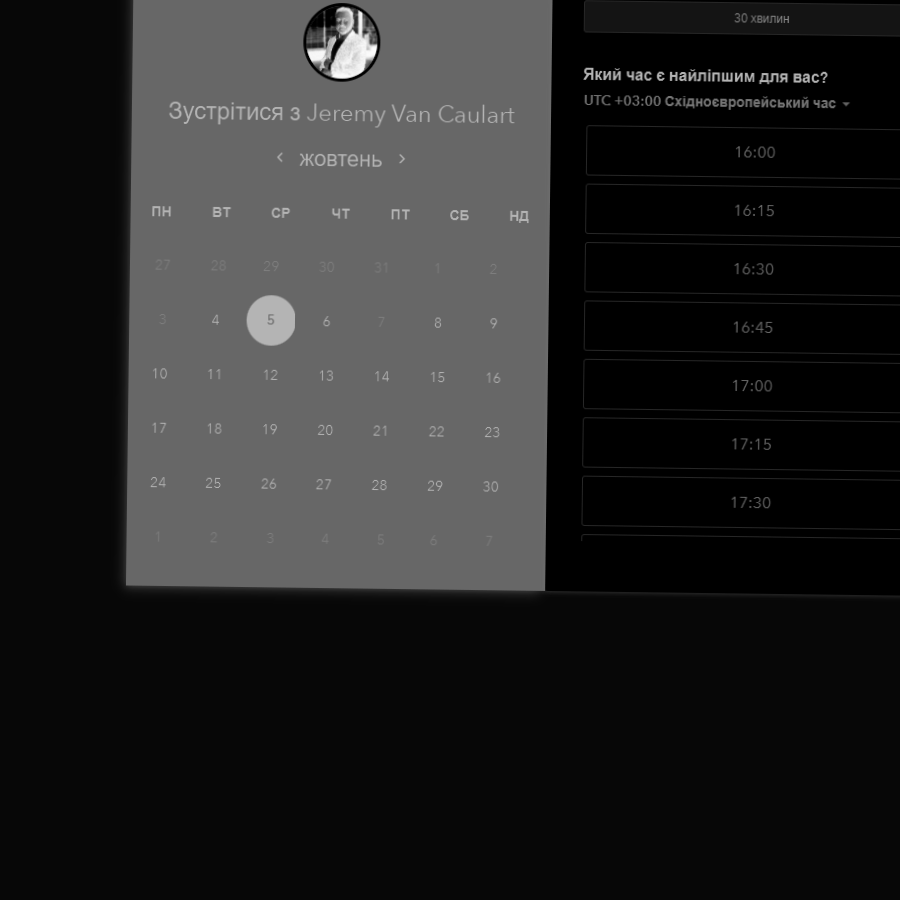 Зустрітися з Jeremy Van Caulart
жовтень
ПН ВТ СР ЧТ ПТ СБ НД
27 28 29 30 31 1 2
3 4 5 6 7 8 9
10 11 12 13 14 15 16
17 18 19 20 21 22 23
24 25 26 27 28 29 30
1 2 3 4 5 6 7
30 хвилин
Який час є найліпшим для вас?
UTC +03:00 Східноєвропейський час
16:00
16:15
16:30
16:45
17:00
17:15
17:30